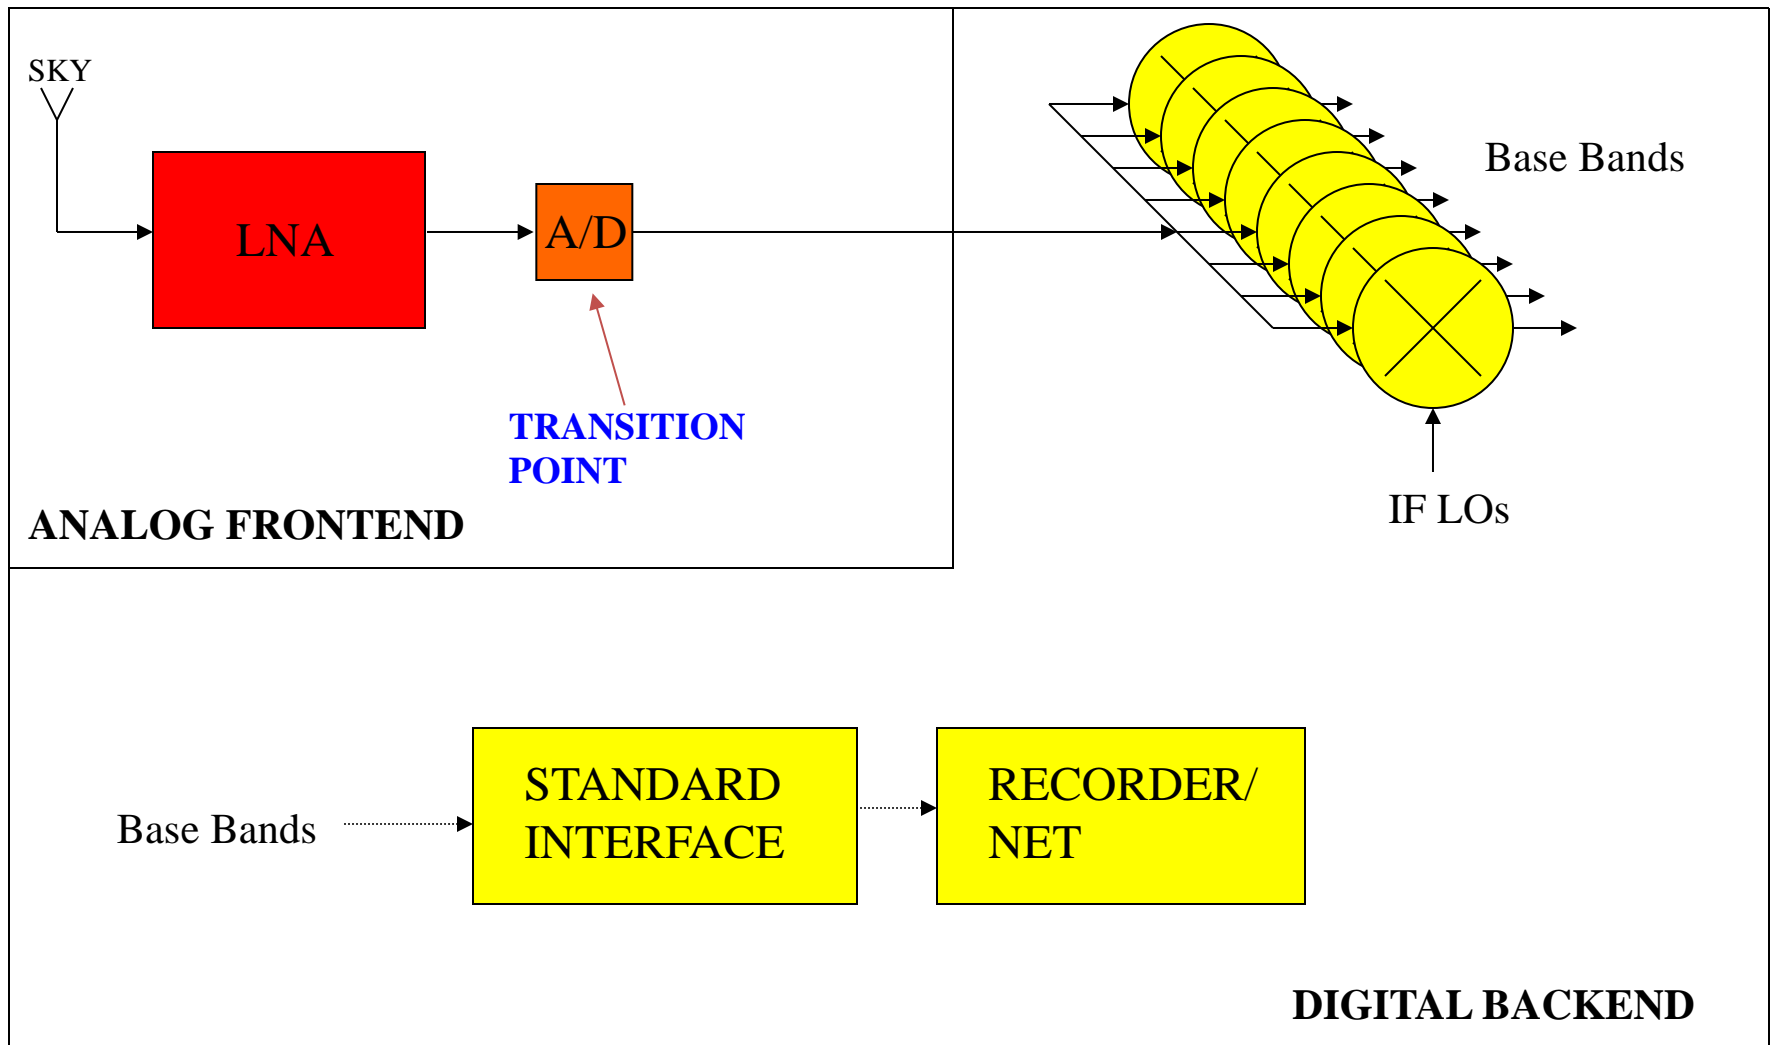 SKY
LNA
A/D
Base Bands
TRANSITION
POINT
IF LOs
ANALOG FRONTEND
STANDARD
INTERFACE
RECORDER/
NET
Base Bands
DIGITAL BACKEND